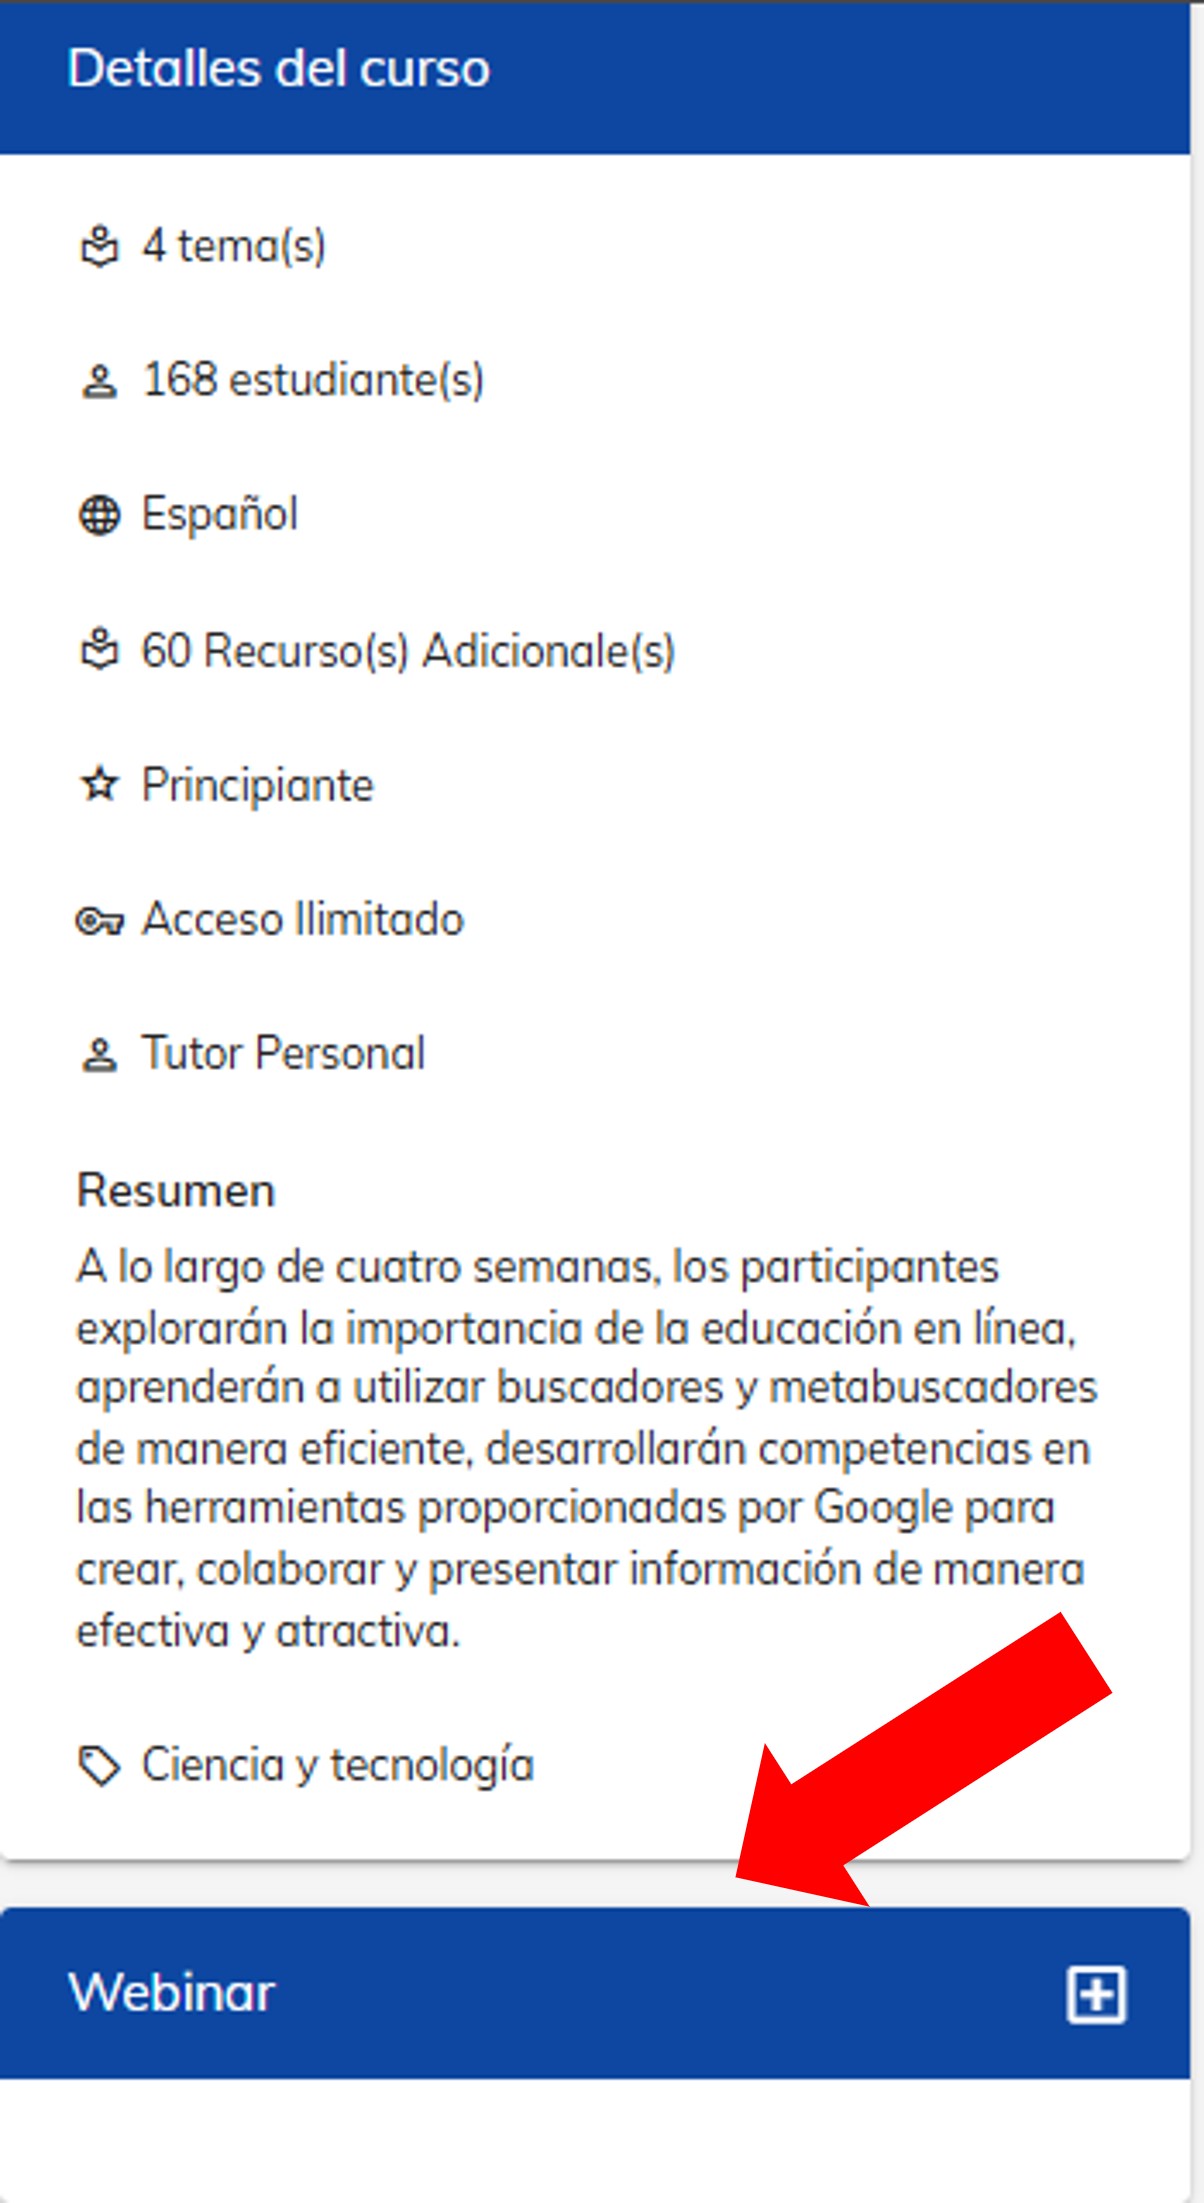 Detalles del curso
4 tema(s)
168 estudiante(s)
Español
60 Recurso(s) Adicionale(s)
Principiante
Acceso Ilimitado
Tutor Personal
Resumen
A lo largo de cuatro semanas, los participantes
explorarán la importancia de la educación en línea,
aprenderán a utilizar buscadores y metabuscadores
de manera eficiente, desarrollarán competencias en
las herramientas proporcionadas por Google para
crear, colaborar y presentar información de manera
efectiva y atractiva.
Ciencia y tecnología
Webinar